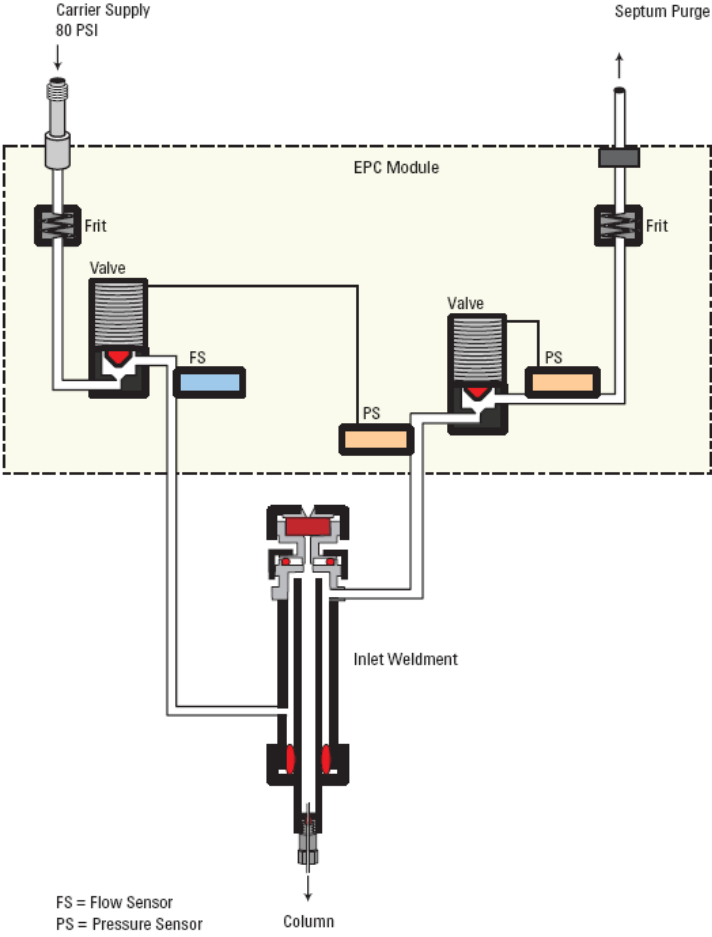 Carrier Supply
80 PSI
Septum Purge
EPC Module
Frit
Frit
Valve
Valve
FS
PS
PS
Inlet Weldment
FS = Flow Sensor
PS = Pressure Sensor
Column